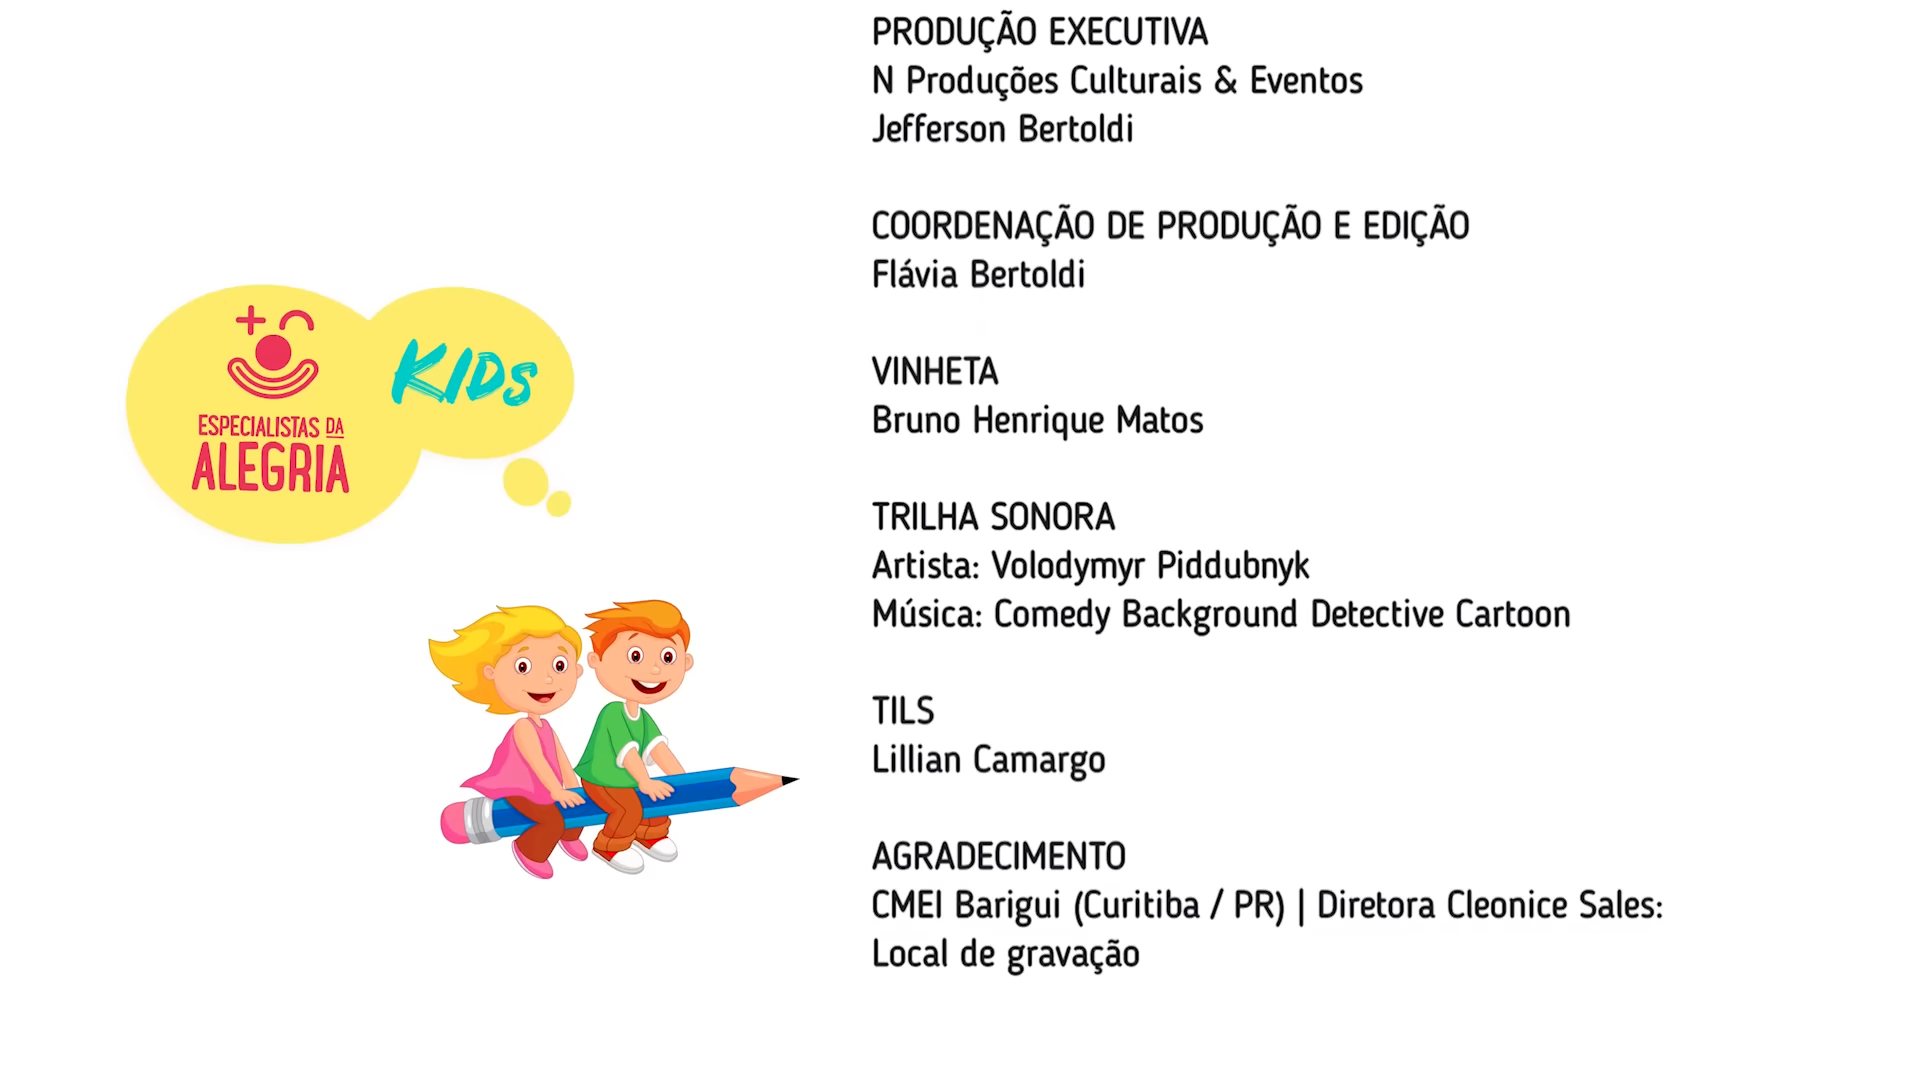 PRODUÇÃO EXECUTIVA
N Produções Culturais & Eventos
Jefferson Bertoldi
COORDENAÇÃO DE PRODUÇÃO E EDIÇÃO
Flávia Bertoldi
VINHETA
Bruno Henrique Matos
TRILHA SONORA
Artista: Volodymyr Piddubnyk
Música: Comedy Background Detective Cartoon
TILS
Lillian Camargo
AGRADECIMENTO
CMEI Barigui (Curitiba / PR) | Diretora Cleonice Sales:
Local de gravação
ESPECIALISTAS DA
ALEGRIA
KIDS